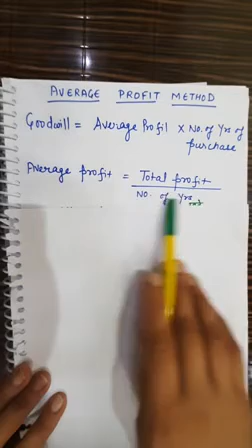 AVERAGE PROFIT METHOD
Goodwill = Average Profit × No. of Yrs of
purchase
Average profit = Total profit
No. of Yrs